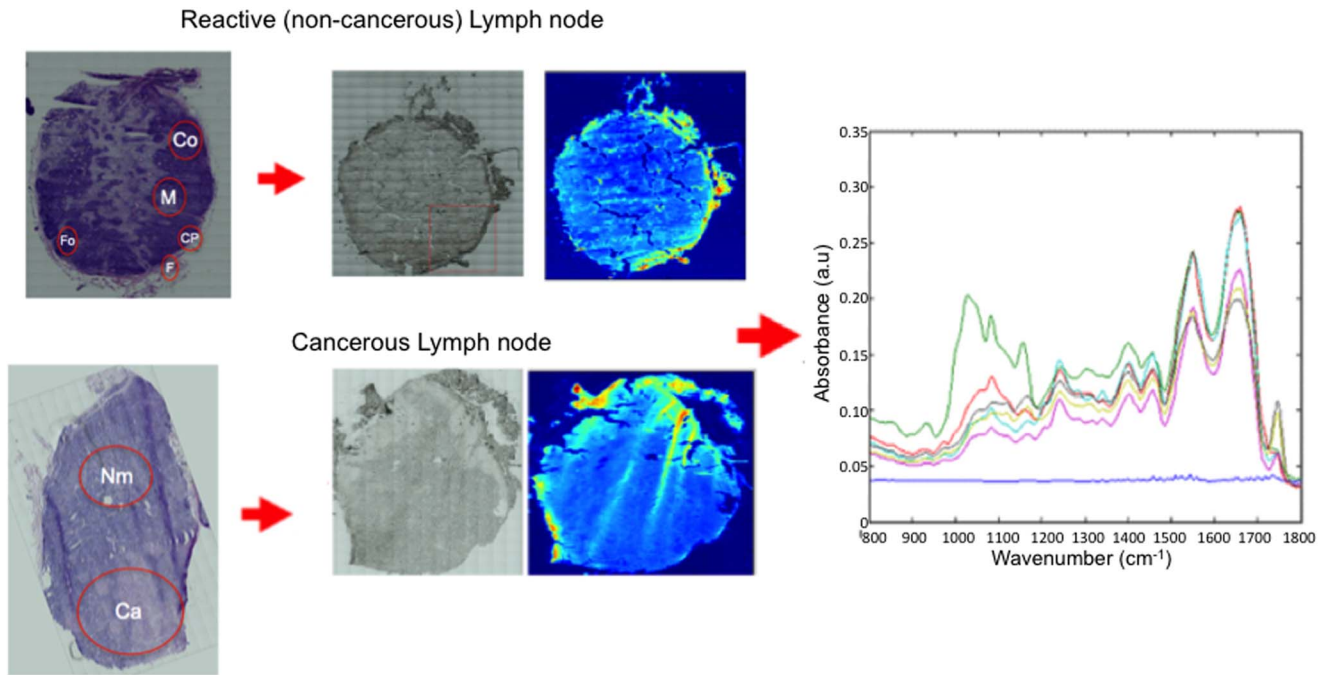 Reactive (non-cancerous) Lymph node
Co
M
Fo
CP
F
Cancerous Lymph node
Nm
Ca
Absorbance (a.u)
0.35
0.30
0.25
0.20
0.15
0.10
0.05
0
800 900 1000 1100 1200 1300 1400 1500 1600 1700 1800
Wavenumber (cm⁻¹)